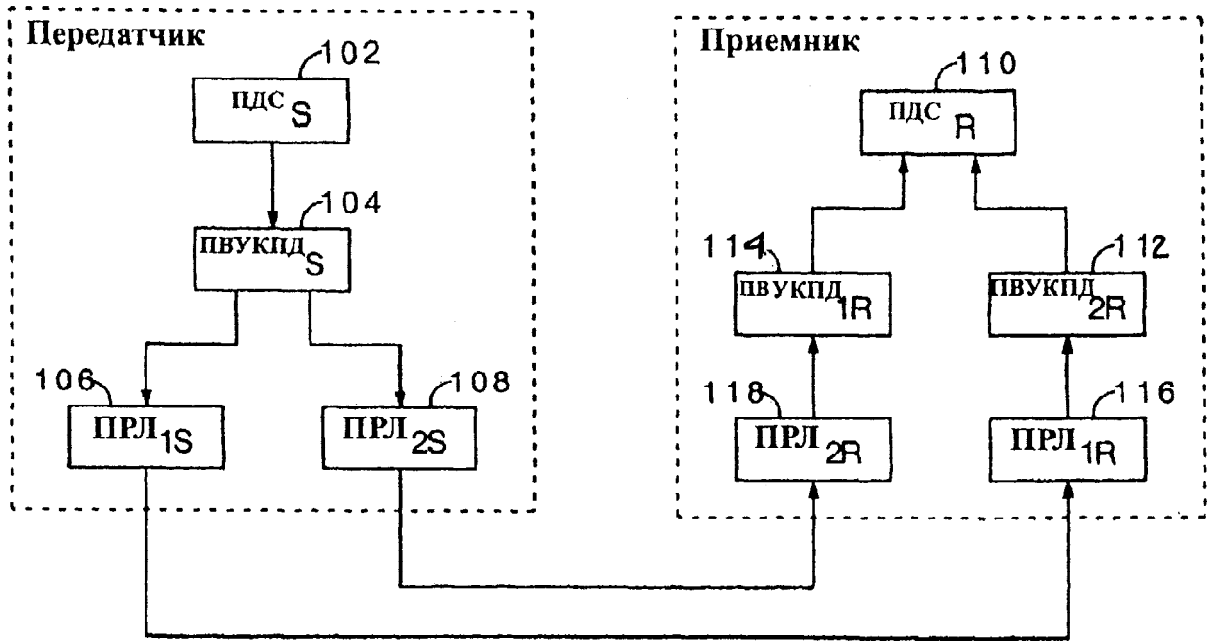 Передатчик
102
ПДС S
104
ПВУКПД S
106
ПРЛ 1S
108
ПРЛ 2S
Приемник
110
ПДС R
114
ПВУКПД 1R
112
ПВУКПД 2R
118
ПРЛ 2R
116
ПРЛ 1R